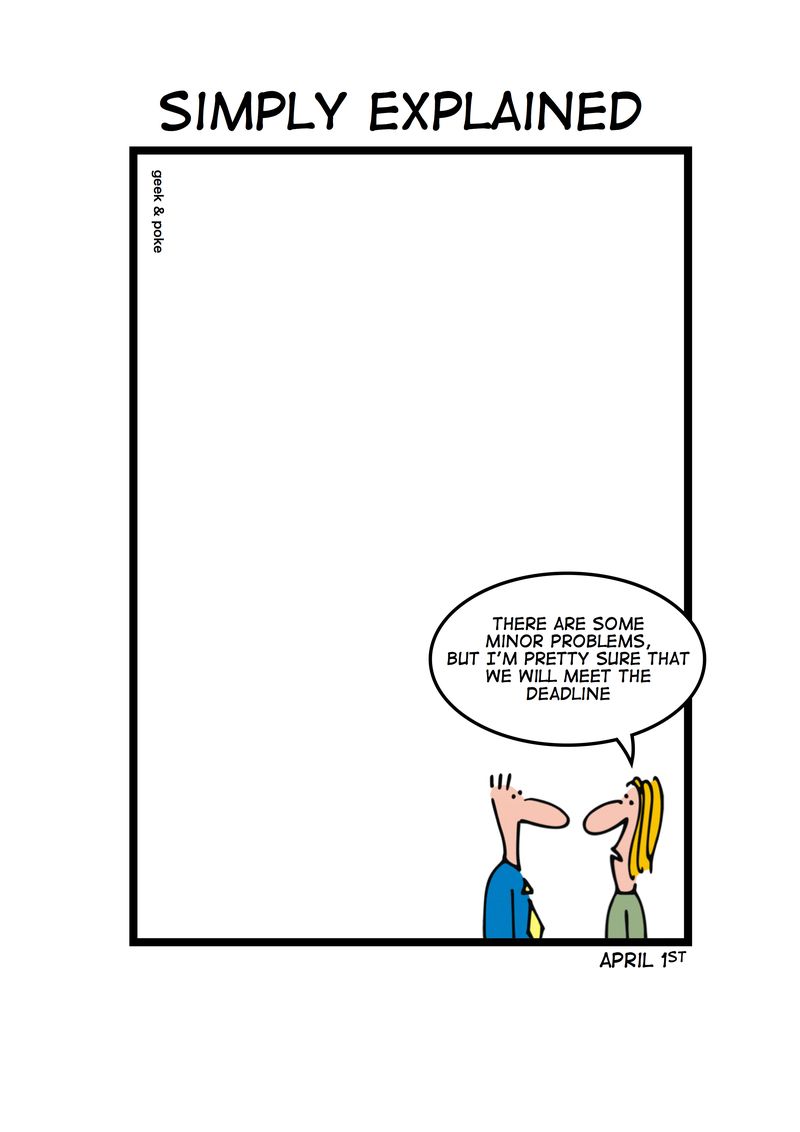 SIMPLY EXPLAINED
geek & poke
THERE ARE SOME
MINOR PROBLEMS,
BUT I'M PRETTY SURE THAT
WE WILL MEET THE
DEADLINE
APRIL 1ST